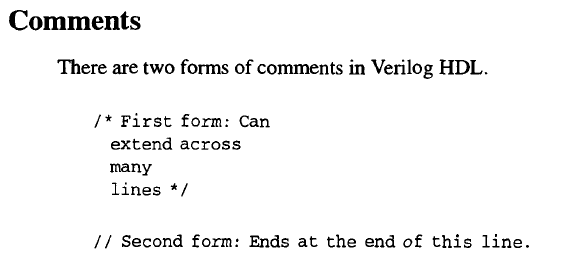 Comments
There are two forms of comments in Verilog HDL.
/* First form: Can
extend across
many
lines */
// Second form: Ends at the end of this line.